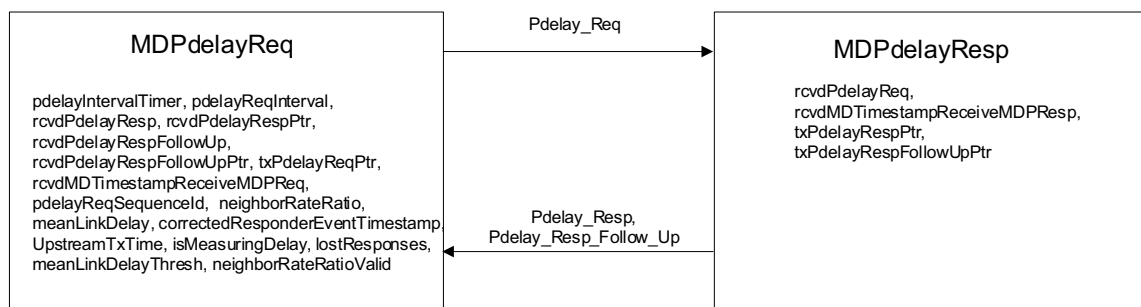 MDPdelayReq
pdelayIntervalTimer, pdelayReqInterval,
rcvdPdelayResp, rcvdPdelayRespPtr,
rcvdPdelayRespFollowUp,
rcvdPdelayRespFollowUpPtr, txPdelayReqPtr,
rcvdMDTimestampReceiveMDPReq,
pdelayReqSequenceId, neighborRateRatio,
meanLinkDelay, correctedResponderEventTimestamp,
UpstreamTxTime, isMeasuringDelay, lostResponses,
meanLinkDelayThresh, neighborRateRatioValid
Pdelay_Req
Pdelay_Resp,
Pdelay_Resp_Follow_Up
MDPdelayResp
rcvdPdelayReq,
rcvdMDTimestampReceiveMDPResp,
txPdelayRespPtr,
txPdelayRespFollowUpPtr